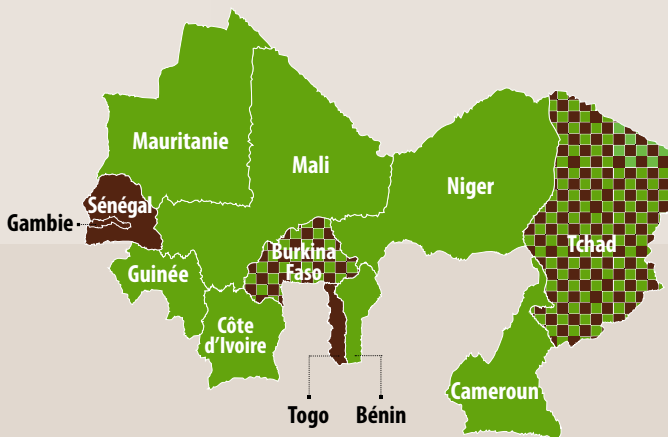 Mauritanie
Mali
Niger
Sénégal
Gambie
Tchad
Burkina
Faso
Guinée
Côte
d'Ivoire
Cameroun
Togo
Bénin